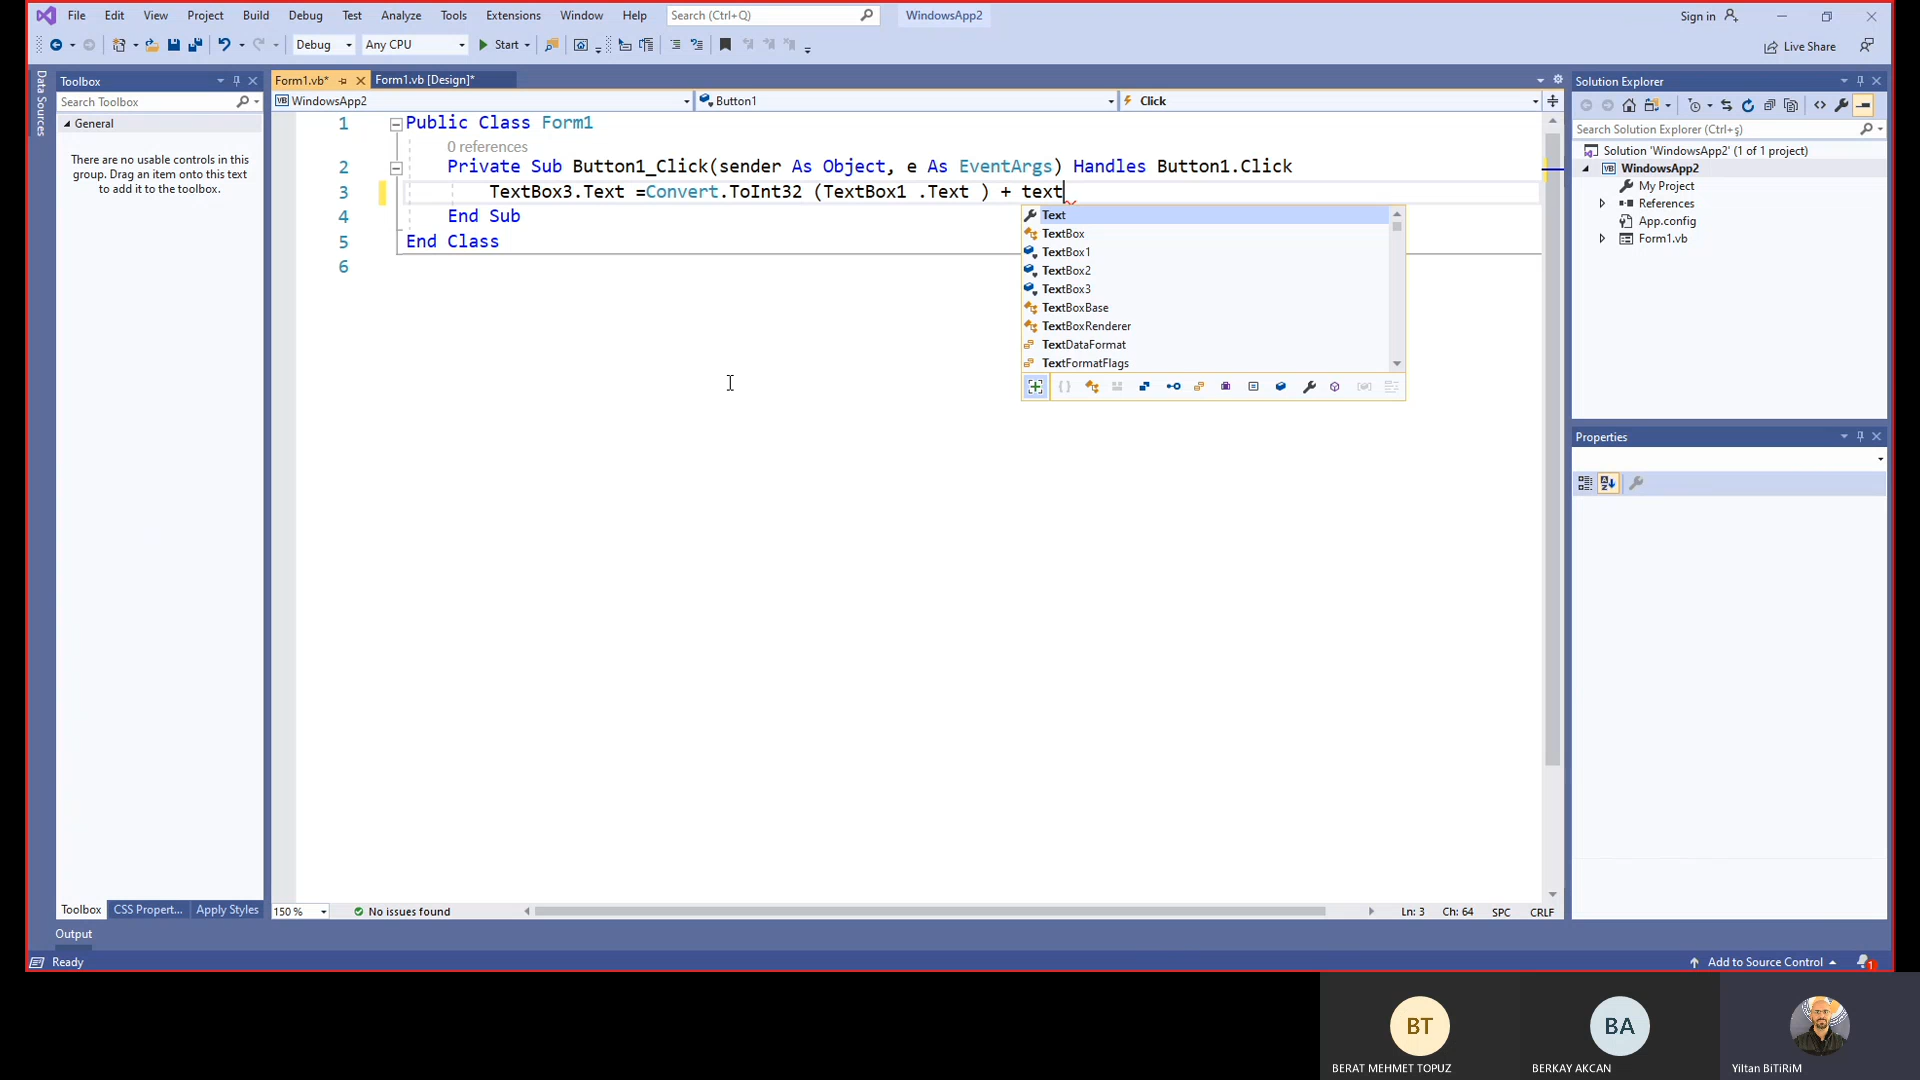 File Edit View Project Build Debug Test Analyze Tools Extensions Window Help Search (Ctrl+Q) WindowsApp2 Sign in
Debug Any CPU Start Live Share
Data Sources
Toolbox
Search Toolbox
General
There are no usable controls in this
group. Drag an item onto this text
to add it to the toolbox.
Toolbox CSS Propert... Apply Styles
Form1.vb* Form1.vb [Design]*
WindowsApp2 Button1 Click
1 Public Class Form1
0 references
2 Private Sub Button1_Click(sender As Object, e As EventArgs) Handles Button1.Click
3 TextBox3.Text =Convert.ToInt32 (TextBox1 .Text ) + text
4 End Sub
5 End Class
6
Text
TextBox
TextBox1
TextBox2
TextBox3
TextBoxBase
TextBoxRenderer
TextDataFormat
TextFormatFlags
150 % No issues found Ln: 3 Ch: 64 SPC CRLF
Solution Explorer
Search Solution Explorer (Ctrl+ş)
Solution 'WindowsApp2' (1 of 1 project)
WindowsApp2
My Project
References
App.config
Form1.vb
Properties
Output
Ready Add to Source Control 1
BT BA
BERAT MEHMET TOPUZ BERKAY AKCAN Yiltan BiTiRiM